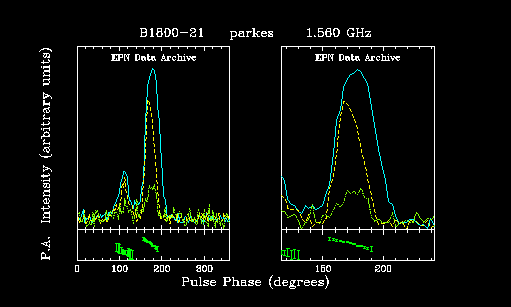 B1800-21 parkes 1.560 GHz
EPN Data Archive EPN Data Archive
P.A. Intensity (arbitrary units)
0 100 200 300 150 200
Pulse Phase (degrees)